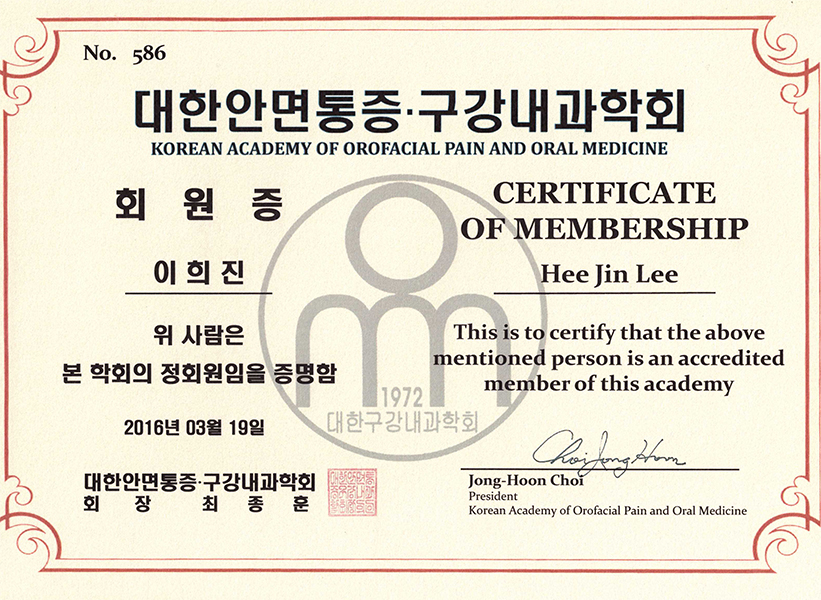 No. 586
대한안면통증·구강내과학회
KOREAN ACADEMY OF OROFACIAL PAIN AND ORAL MEDICINE
회 원 증
이 희 진
위 사람은
본 학회의 정회원임을 증명함
2016년 03월 19일
대한안면통증·구강내과학회
회 장 최 종 훈
CERTIFICATE
OF MEMBERSHIP
Hee Jin Lee
This is to certify that the above
mentioned person is an accredited
member of this academy
Choi Jong Hoon
Jong-Hoon Choi
President
Korean Academy of Orofacial Pain and Oral Medicine
1972
대한구강내과학회